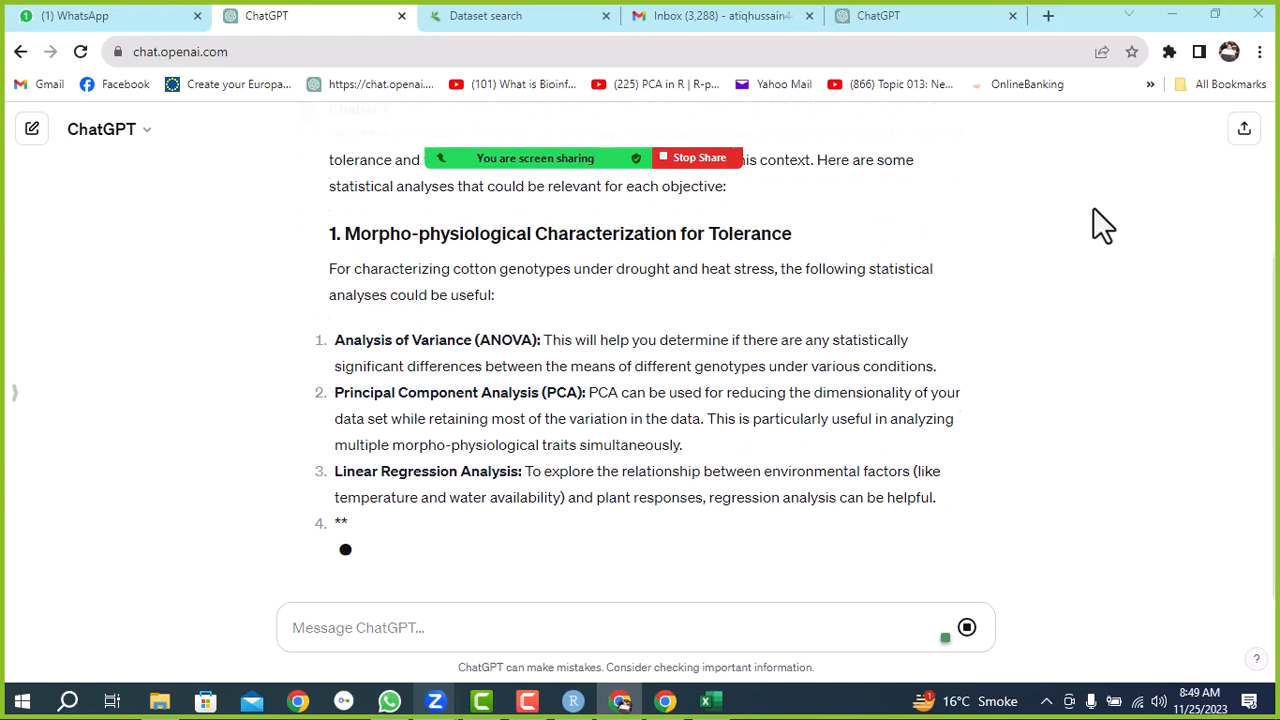 (1) WhatsApp
ChatGPT
Dataset search
Inbox (3,288) - atiqhussain4
ChatGPT
chat.openai.com
Gmail
Facebook
Create your Europa...
https://chat.openai....
(101) What is Bioinf...
(225) PCA in R | R-p...
Yahoo Mail
(866) Topic 013: Ne...
OnlineBanking
»
All Bookmarks
ChatGPT
tolerance and
You are screen sharing
Stop Share
his context. Here are some
statistical analyses that could be relevant for each objective:
1. Morpho-physiological Characterization for Tolerance
For characterizing cotton genotypes under drought and heat stress, the following statistical
analyses could be useful:
1. Analysis of Variance (ANOVA): This will help you determine if there are any statistically
significant differences between the means of different genotypes under various conditions.
2. Principal Component Analysis (PCA): PCA can be used for reducing the dimensionality of your
data set while retaining most of the variation in the data. This is particularly useful in analyzing
multiple morpho-physiological traits simultaneously.
3. Linear Regression Analysis: To explore the relationship between environmental factors (like
temperature and water availability) and plant responses, regression analysis can be helpful.
4. **
Message ChatGPT...
ChatGPT can make mistakes. Consider checking important information.
?
16°C Smoke
8:49 AM
11/25/2023